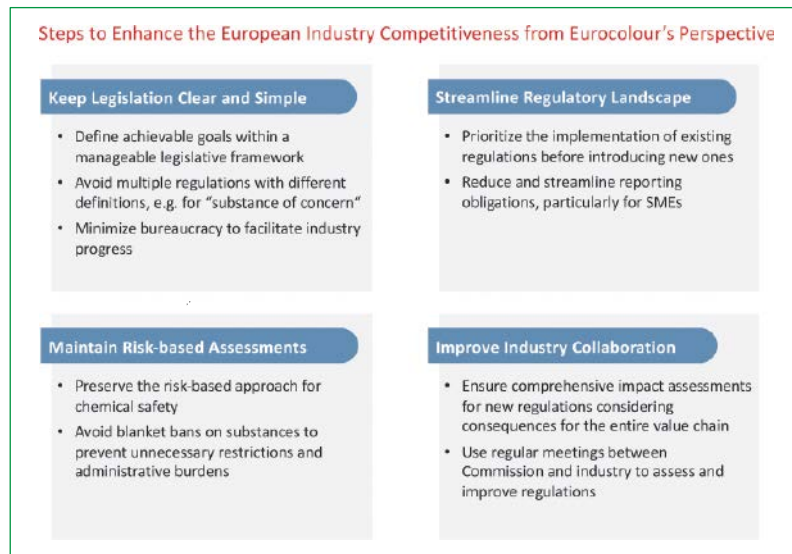 Steps to Enhance the European Industry Competitiveness from Eurocolour's Perspective
Keep Legislation Clear and Simple
• Define achievable goals within a
manageable legislative framework
• Avoid multiple regulations with different
definitions, e.g. for "substance of concern"
• Minimize bureaucracy to facilitate industry
progress
Streamline Regulatory Landscape
• Prioritize the implementation of existing
regulations before introducing new ones
• Reduce and streamline reporting
obligations, particularly for SMEs
Maintain Risk-based Assessments
• Preserve the risk-based approach for
chemical safety
• Avoid blanket bans on substances to
prevent unnecessary restrictions and
administrative burdens
Improve Industry Collaboration
• Ensure comprehensive impact assessments
for new regulations considering
consequences for the entire value chain
• Use regular meetings between
Commission and industry to assess and
improve regulations